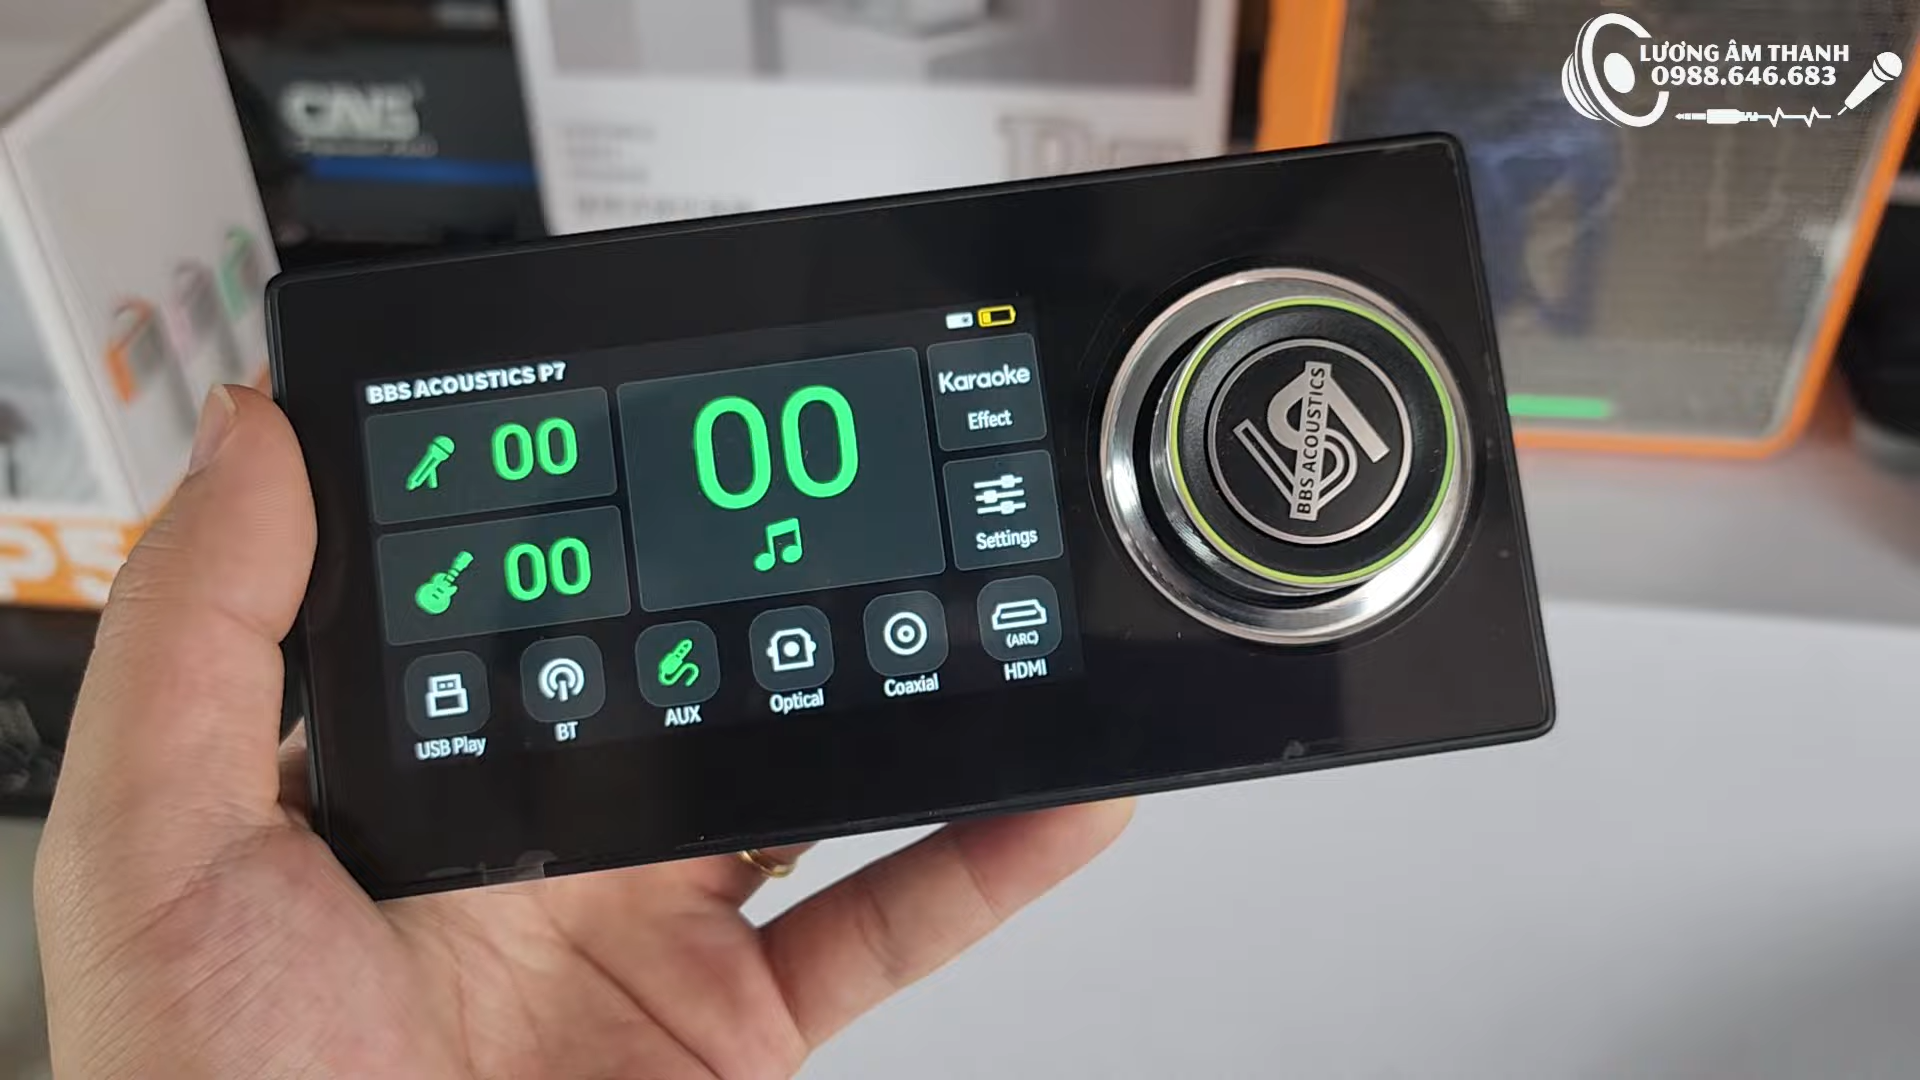 LƯƠNG ÂM THANH
0988.646.683
BBS ACOUSTICS P7
00
00
00
Karaoke
Effect
Settings
USB Play
BT
AUX
Optical
Coaxial
(ARC)
HDMI
BBS ACOUSTICS